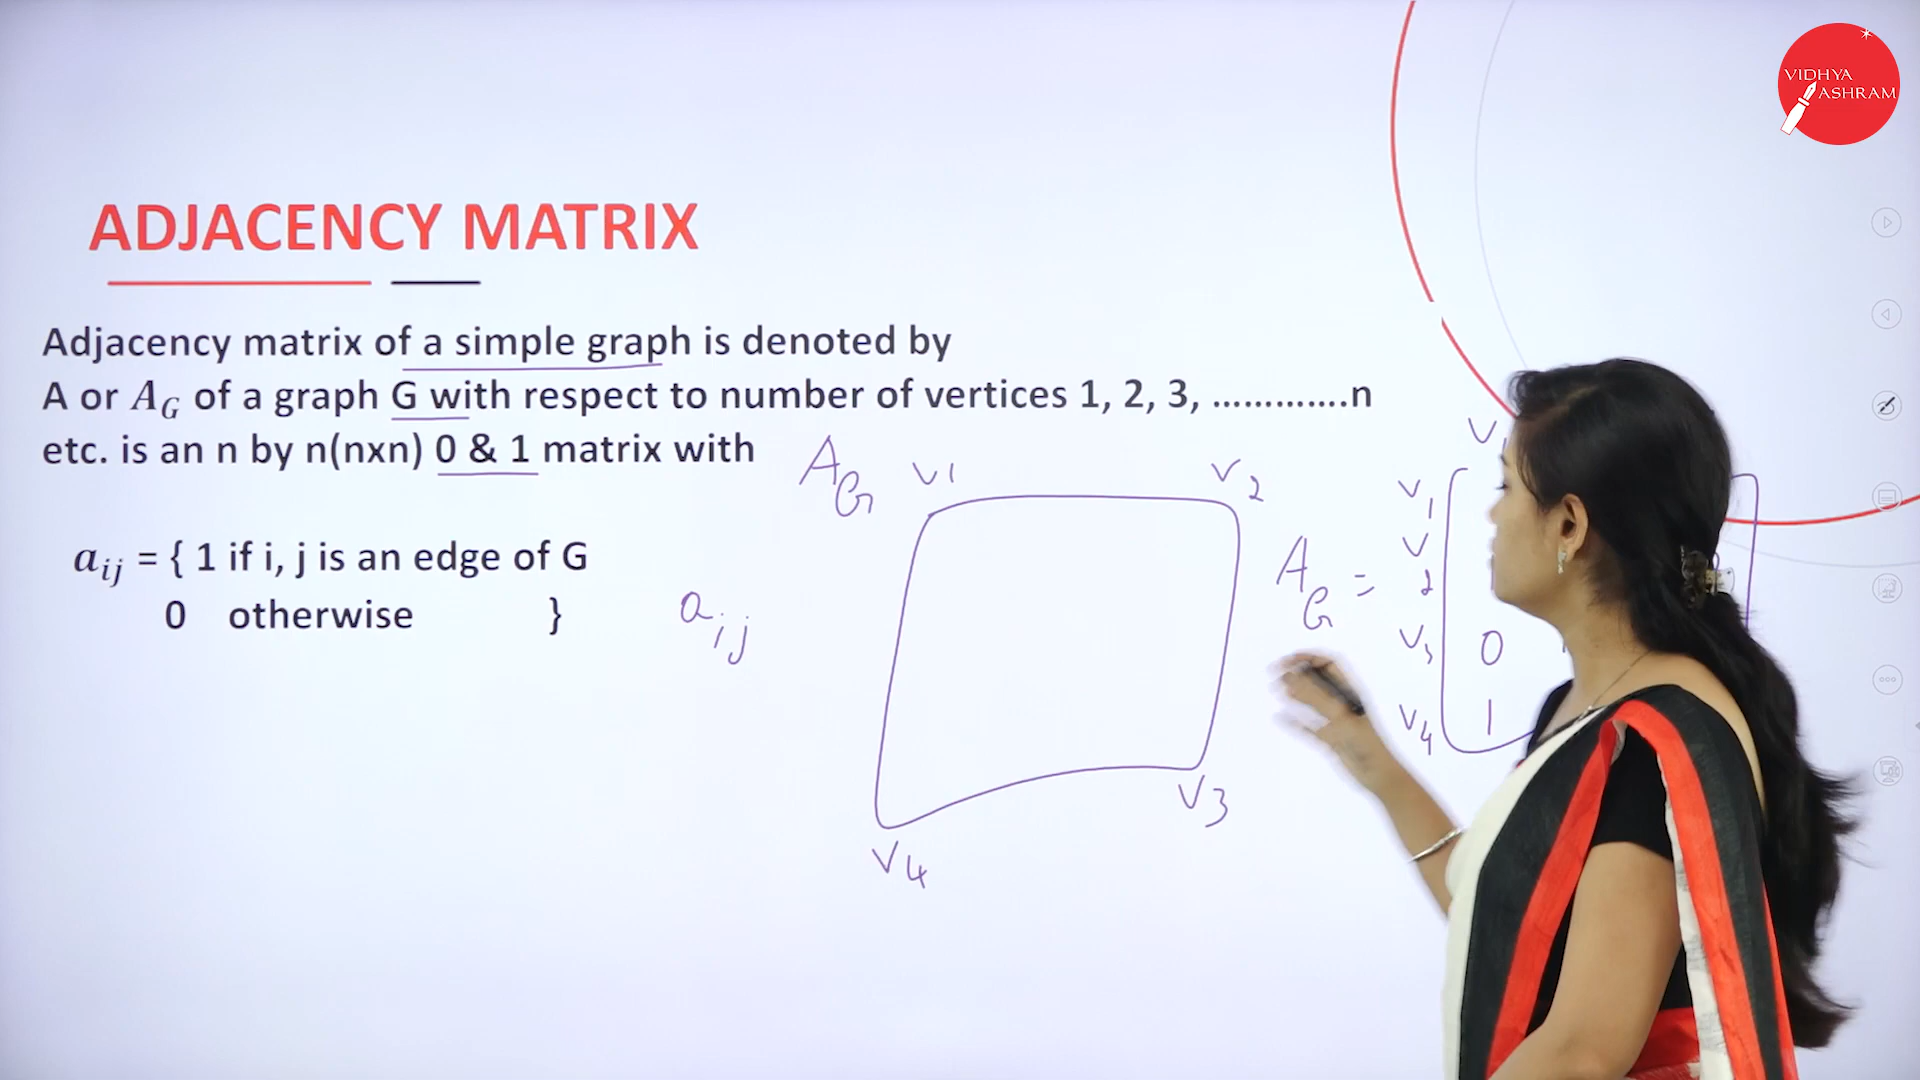 VIDHYA
ASHRAM
ADJACENCY MATRIX
Adjacency matrix of a simple graph is denoted by
A or A_G of a graph G with respect to number of vertices 1, 2, 3, .............n
etc. is an n by n(nxn) 0 & 1 matrix with
a_ij = { 1 if i, j is an edge of G
0 otherwise }
a_ij
A_G
V1
V2
V3
V4
A_G =
V1
V2
V3 0
V4 1